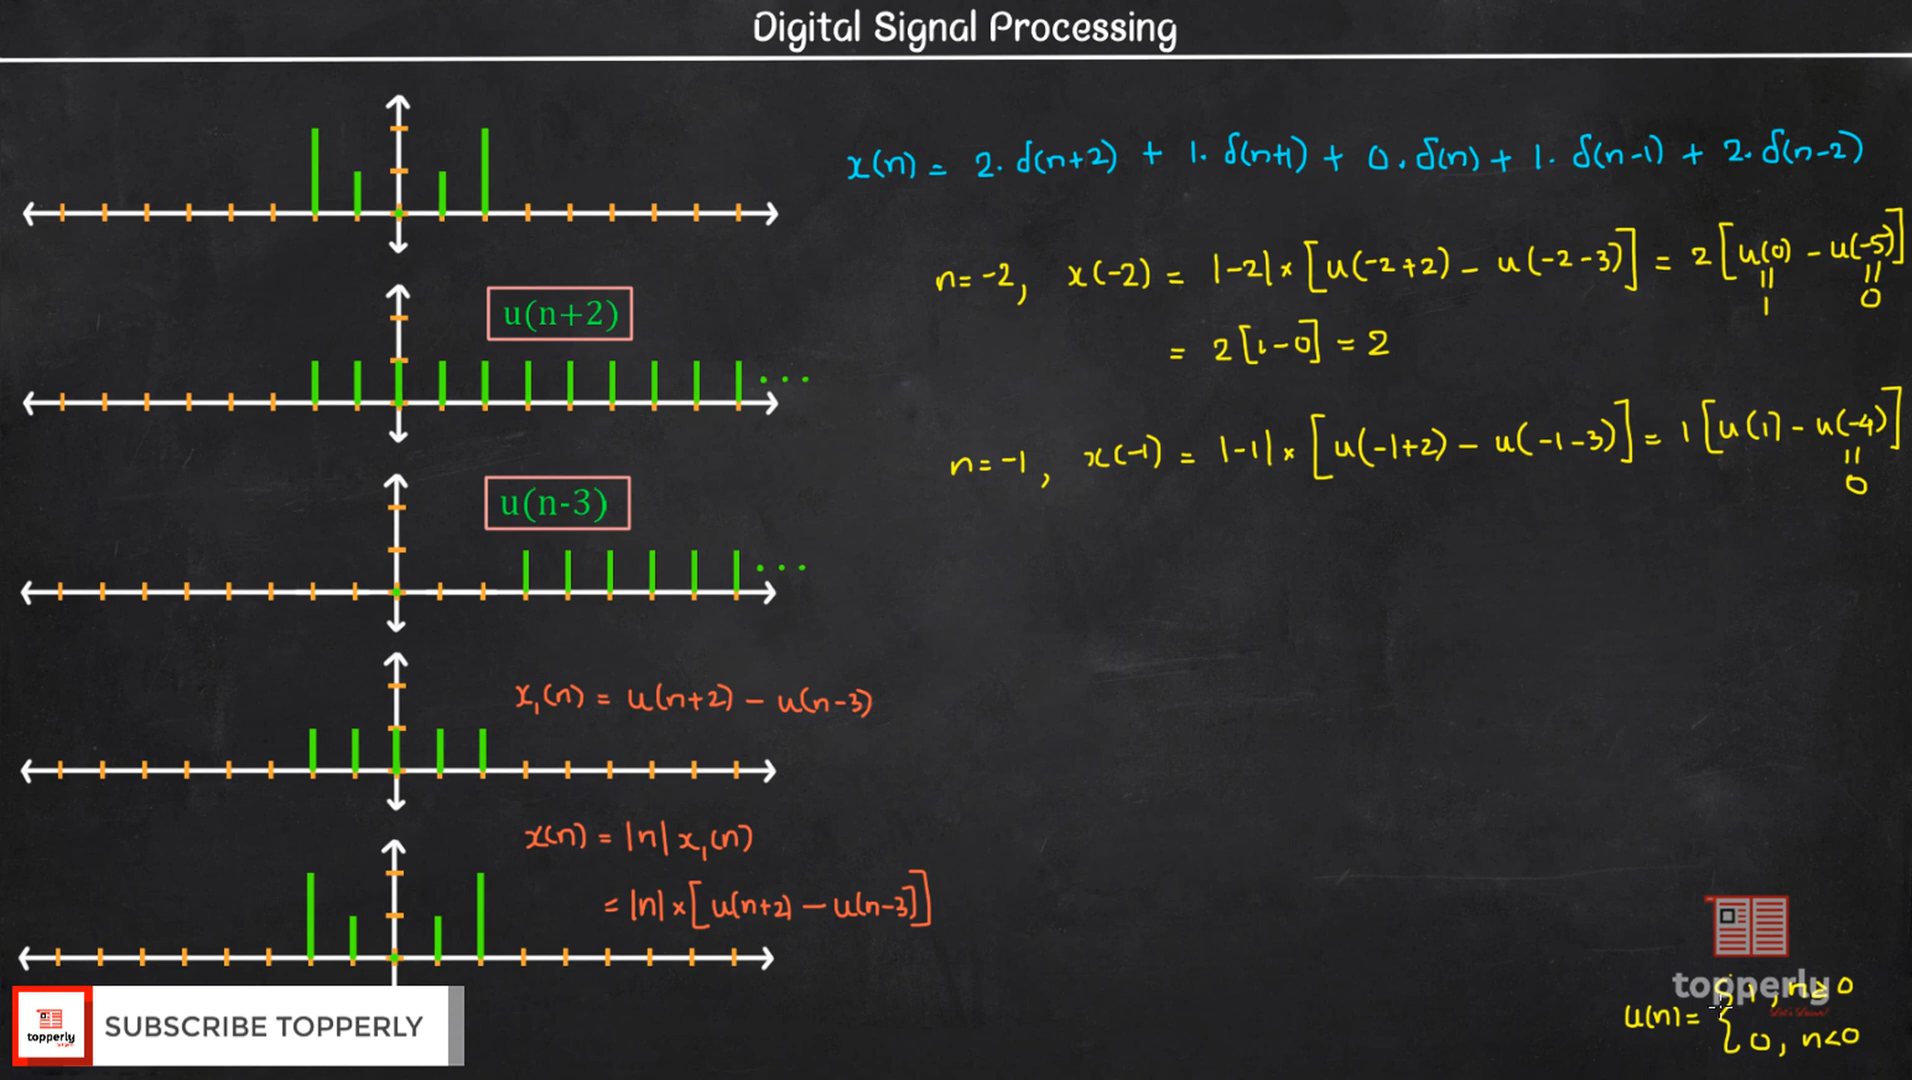 Digital Signal Processing
x(n) = 2. δ(n+2) + 1. δ(n+1) + 0. δ(n) + 1. δ(n-1) + 2. δ(n-2)
n=-2, x(-2) = |-2| × [u(-2+2) - u(-2-3)] = 2 [u(0) - u(-5)]
|| ||
1 0
= 2 [1-0] = 2
n=-1, x(-1) = |-1| × [u(-1+2) - u(-1-3)] = 1 [u(1) - u(-4)]
||
0
u(n+2)
...
u(n-3)
...
x₁(n) = u(n+2) - u(n-3)
x(n) = |n| x₁(n)
= |n| × [u(n+2) - u(n-3)]
topperly
u(n) = { 1, n≥0
0, n<0
topperly
SUBSCRIBE TOPPERLY